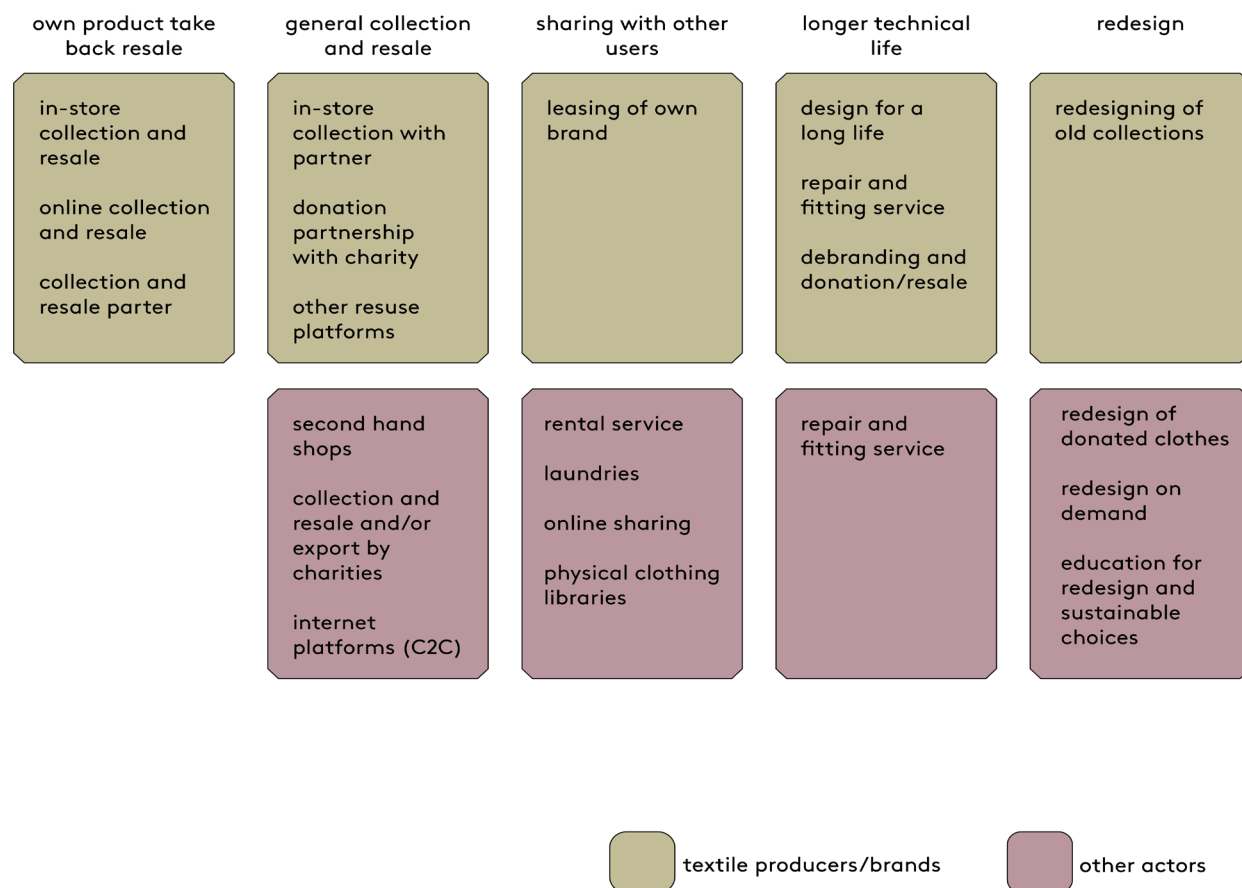 own product take
back resale
general collection
and resale
sharing with other
users
longer technical
life
redesign
in-store
collection and
resale
online collection
and resale
collection and
resale parter
in-store
collection with
partner
donation
partnership
with charity
other resuse
platforms
leasing of own
brand
design for a
long life
repair and
fitting service
debranding and
donation/resale
redesigning of
old collections
second hand
shops
collection and
resale and/or
export by
charities
internet
platforms (C2C)
rental service
laundries
online sharing
physical clothing
libraries
repair and
fitting service
redesign of
donated clothes
redesign on
demand
education for
redesign and
sustainable
choices
textile producers/brands
other actors